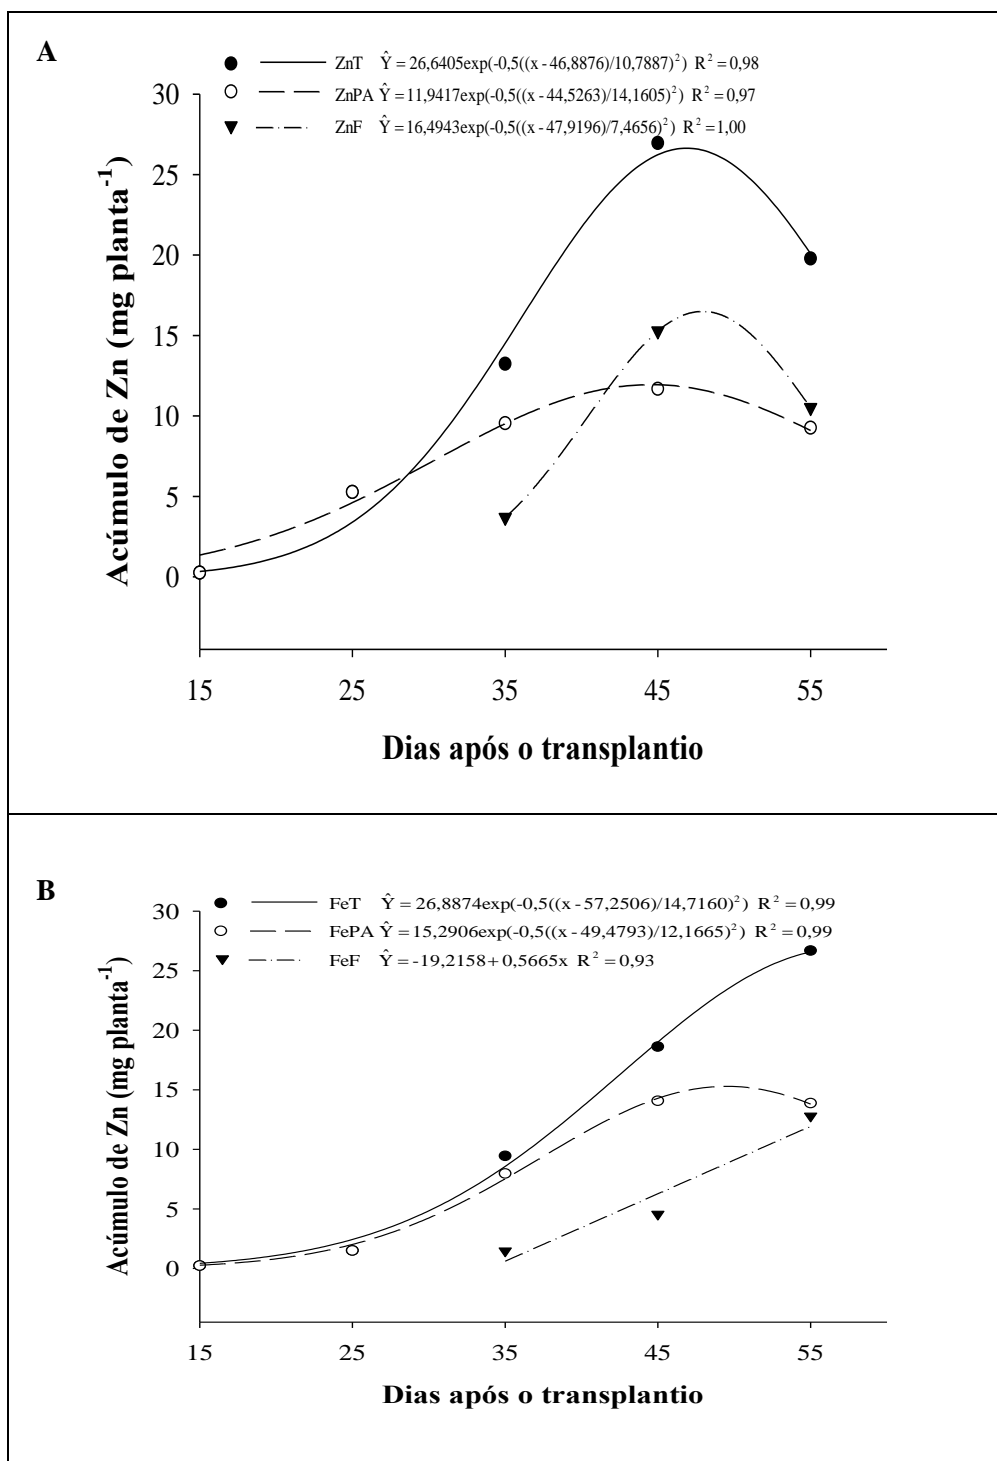 A
ZnT Ŷ = 26,6405exp(-0,5((x - 46,8876)/10,7887)²) R² = 0,98
ZnPA Ŷ = 11,9417exp(-0,5((x - 44,5263)/14,1605)²) R² = 0,97
ZnF Ŷ = 16,4943exp(-0,5((x - 47,9196)/7,4656)²) R² = 1,00
Acúmulo de Zn (mg planta⁻¹)
30
25
20
15
10
5
0
15 25 35 45 55
Dias após o transplantio
B
FeT Ŷ = 26,8874exp(-0,5((x - 57,2506)/14,7160)²) R² = 0,99
FePA Ŷ = 15,2906exp(-0,5((x - 49,4793)/12,1665)²) R² = 0,99
FeF Ŷ = -19,2158 + 0,5665x R² = 0,93
Acúmulo de Zn (mg planta⁻¹)
30
25
20
15
10
5
0
15 25 35 45 55
Dias após o transplantio